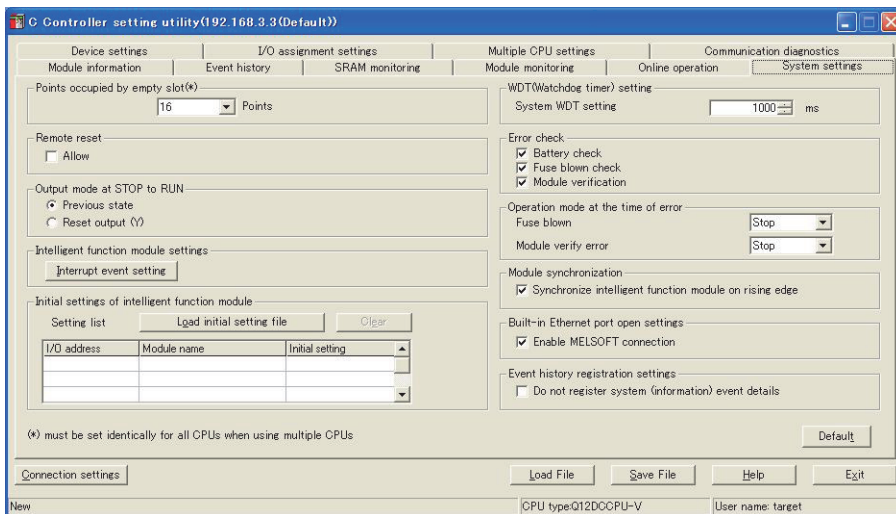 C Controller setting utility(192.168.3.3(Default))
Device settings
I/O assignment settings
Multiple CPU settings
Communication diagnostics
Module information
Event history
SRAM monitoring
Module monitoring
Online operation
System settings
Points occupied by empty slot(*)
16
Points
Remote reset
Allow
Output mode at STOP to RUN
Previous state
Reset output (Y)
Intelligent function module settings
Interrupt event setting
Initial settings of intelligent function module
Setting list
Load initial setting file
Clear
I/O address
Module name
Initial setting
(*) must be set identically for all CPUs when using multiple CPUs
WDT(Watchdog timer) setting
System WDT setting
1000
ms
Error check
Battery check
Fuse blown check
Module verification
Operation mode at the time of error
Fuse blown
Stop
Module verify error
Stop
Module synchronization
Synchronize intelligent function module on rising edge
Built-in Ethernet port open settings
Enable MELSOFT connection
Event history registration settings
Do not register system (information) event details
Default
Connection settings
Load File
Save File
Help
Exit
New
CPU type:Q12DCCPU-V
User name: target